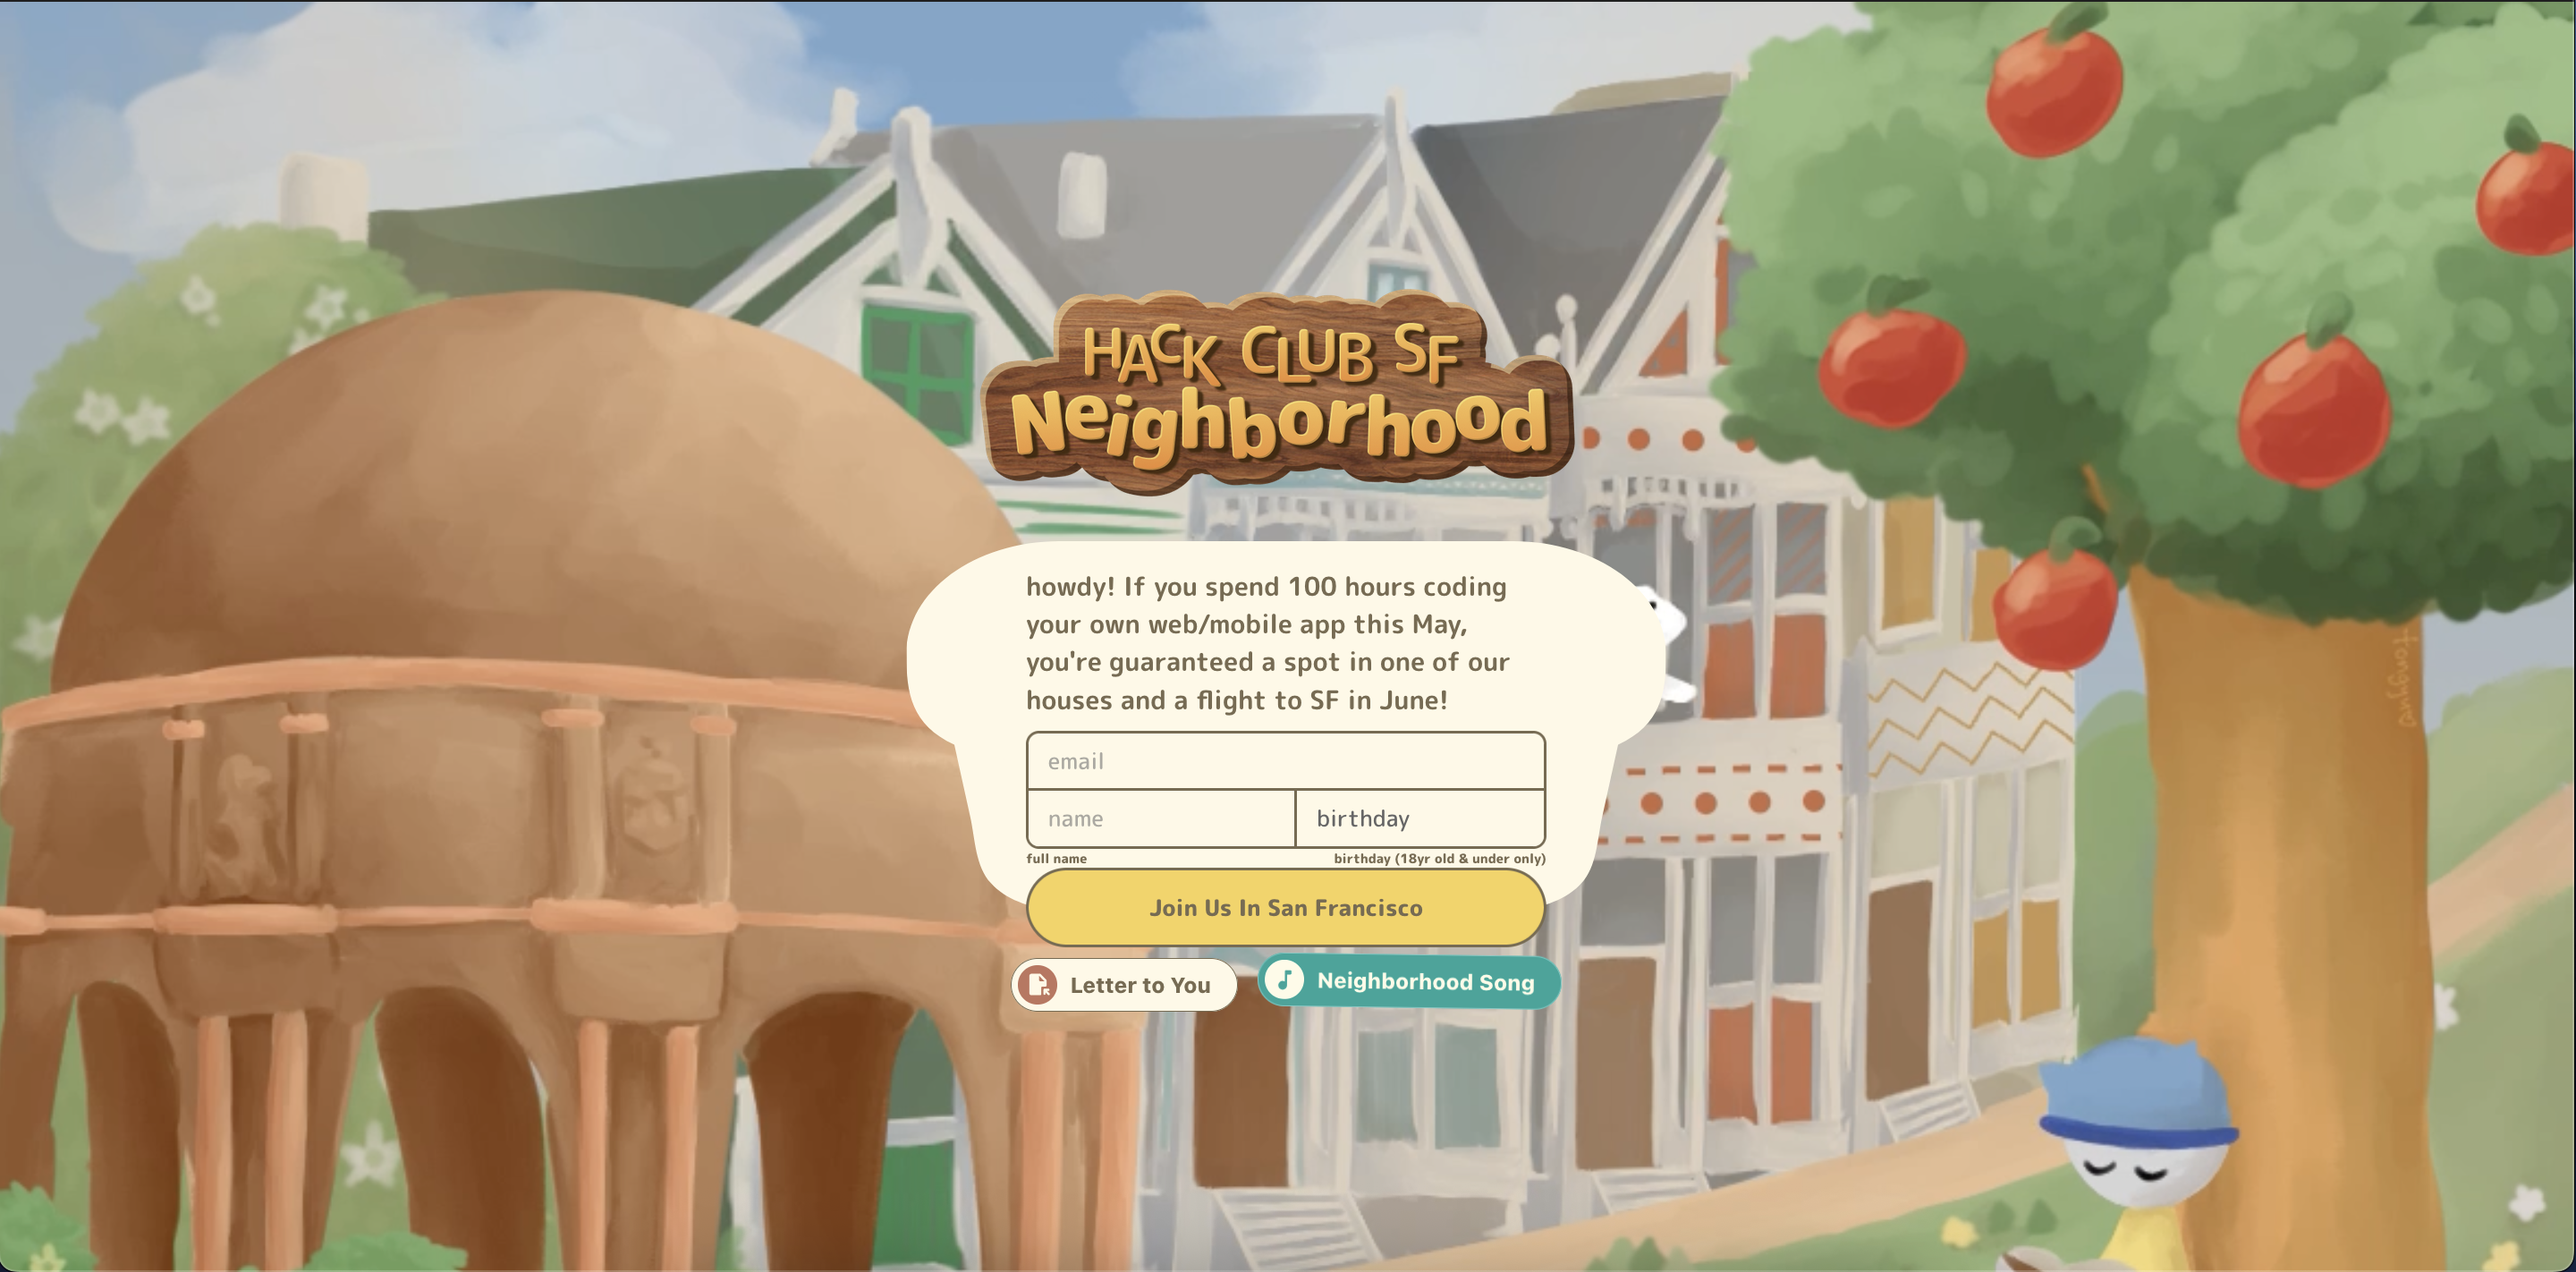 HACK CLUB SF
Neighborhood
howdy! If you spend 100 hours coding
your own web/mobile app this May,
you're guaranteed a spot in one of our
houses and a flight to SF in June!
email
name
birthday
full name
birthday (18yr old & under only)
Join Us In San Francisco
Letter to You
Neighborhood Song